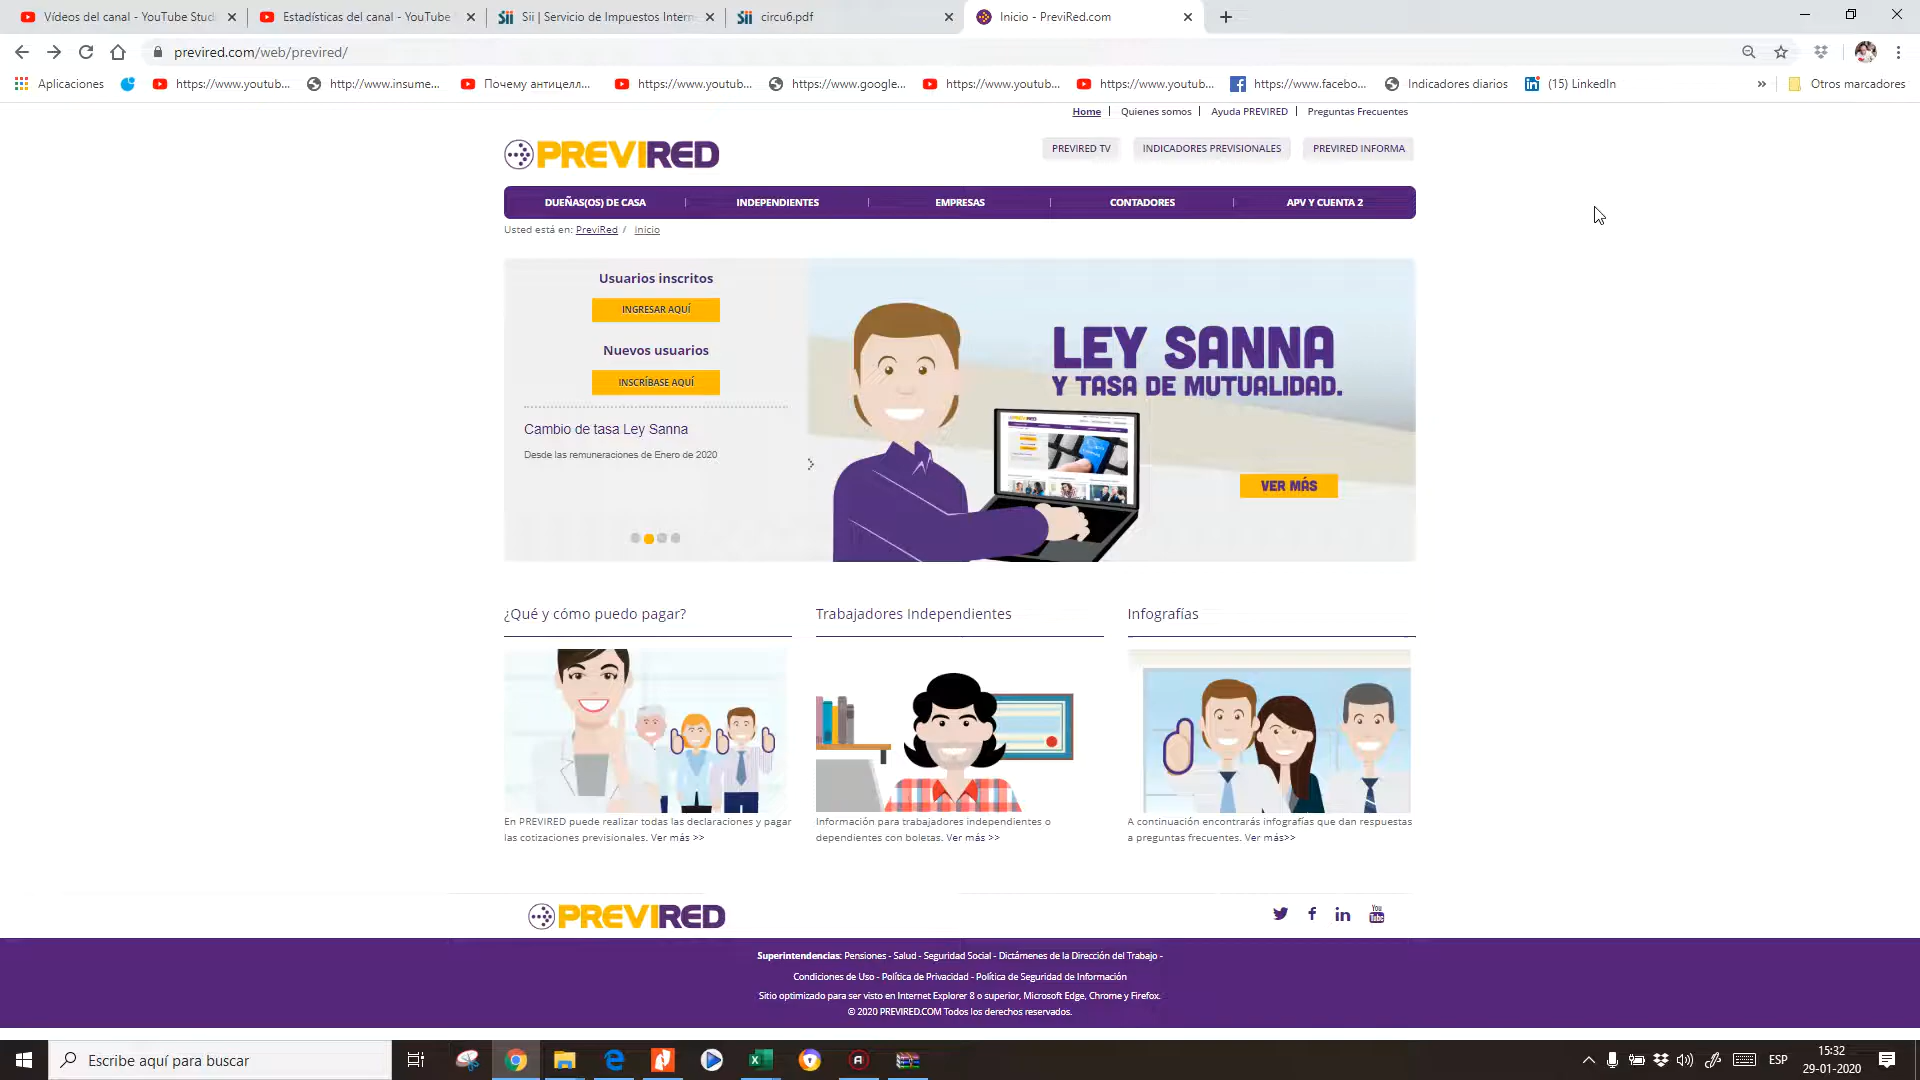 Vídeos del canal - YouTube Studi
Estadísticas del canal - YouTube
Sii | Servicio de Impuestos Intern
circu6.pdf
Inicio - PreviRed.com
previred.com/web/previred/
Aplicaciones
https://www.youtub...
http://www.insume...
Почему антицелл...
https://www.youtub...
https://www.google...
https://www.youtub...
https://www.youtub...
https://www.facebo...
Indicadores diarios
(15) LinkedIn
»
Otros marcadores
Home | Quienes somos | Ayuda PREVIRED | Preguntas Frecuentes
PREVIRED
PREVIRED TV
INDICADORES PREVISIONALES
PREVIRED INFORMA
DUEÑAS(OS) DE CASA | INDEPENDIENTES | EMPRESAS | CONTADORES | APV Y CUENTA 2
Usted está en: PreviRed / Inicio
Usuarios inscritos
INGRESAR AQUÍ
Nuevos usuarios
INSCRÍBASE AQUÍ
Cambio de tasa Ley Sanna
Desde las remuneraciones de Enero de 2020
LEY SANNA
Y TASA DE MUTUALIDAD.
VER MÁS
¿Qué y cómo puedo pagar?
En PREVIRED puede realizar todas las declaraciones y pagar
las cotizaciones previsionales. Ver más >>
Trabajadores Independientes
Información para trabajadores independientes o
dependientes con boletas. Ver más >>
Infografías
A continuación encontrarás infografías que dan respuestas
a preguntas frecuentes. Ver más>>
PREVIRED
You
Tube
Superintendencias: Pensiones - Salud - Seguridad Social - Dictámenes de la Dirección del Trabajo -
Condiciones de Uso - Política de Privacidad - Política de Seguridad de Información
Sitio optimizado para ser visto en Internet Explorer 8 o superior, Microsoft Edge, Chrome y Firefox.
© 2020 PREVIRED.COM Todos los derechos reservados.
Escribe aquí para buscar
ESP
15:32
29-01-2020